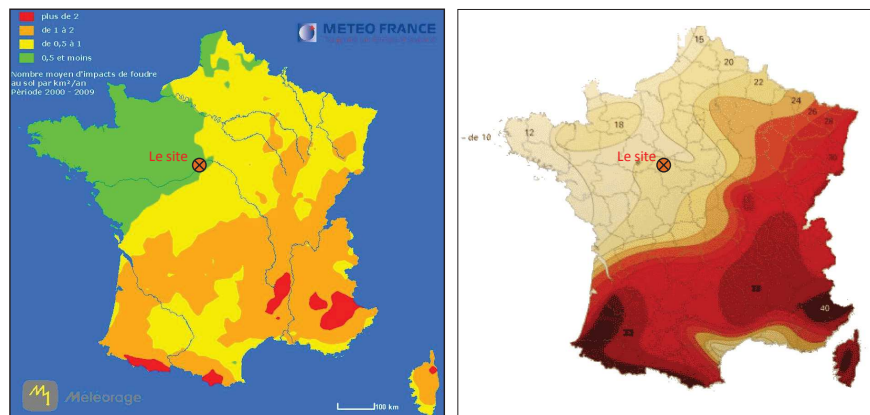 plus de 2
de 1 à 2
de 0,5 à 1
0,5 et moins
Nombre moyen d'impacts de foudre
au sol par km²/an
Période 2000 - 2009
METEO FRANCE
Le site
Météorage
100 km
15
20
22
24
26
28
30
18
12
- de 10
Le site
40